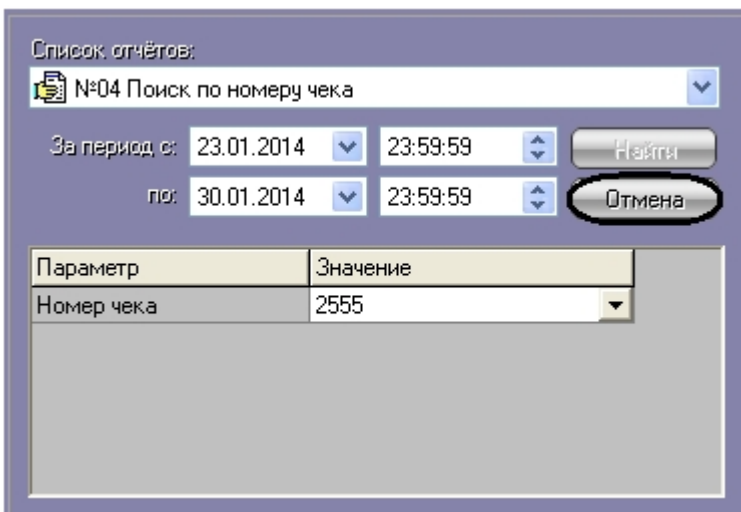 Список отчётов:
№04 Поиск по номеру чека
За период с: 23.01.2014 23:59:59 Найти
по: 30.01.2014 23:59:59 Отмена
Параметр Значение
Номер чека 2555